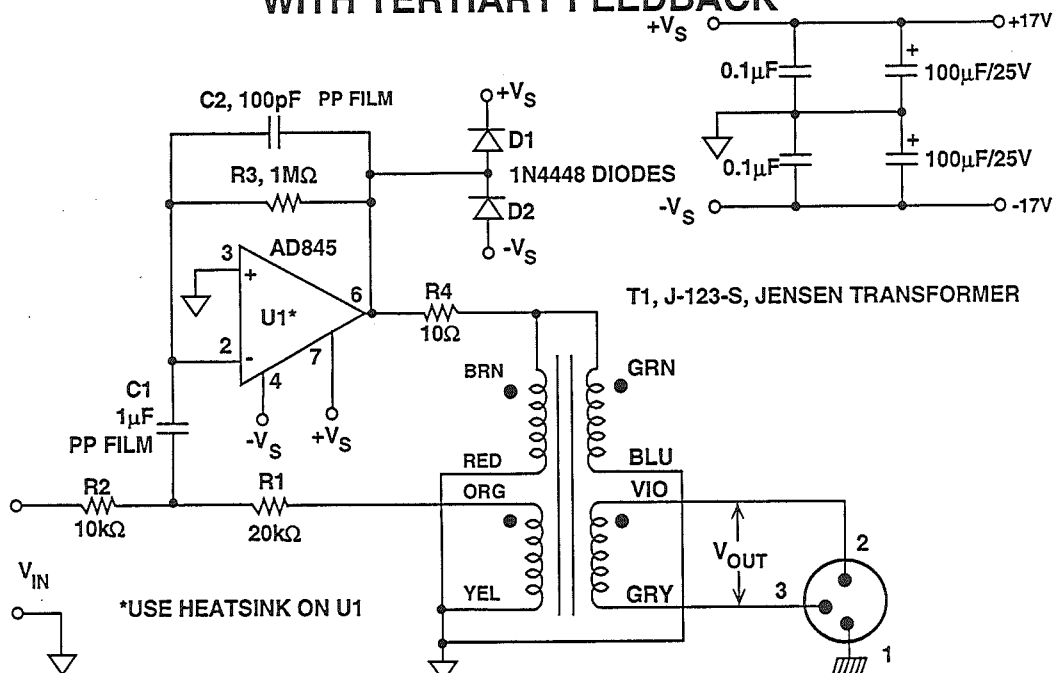 WITH TERTIARY FEEDBACK
+VS
+17V
0.1µF
+
100µF/25V
0.1µF
+
100µF/25V
-VS
-17V
C2, 100pF PP FILM
+VS
D1
R3, 1MΩ
1N4448 DIODES
D2
-VS
AD845
3
+
6
U1*
2
-
7
4
-VS
+VS
R4
10Ω
T1, J-123-S, JENSEN TRANSFORMER
C1
1µF
PP FILM
BRN
GRN
RED
BLU
ORG
VIO
R2
10kΩ
R1
20kΩ
VOUT
2
3
VIN
YEL
GRY
*USE HEATSINK ON U1
1